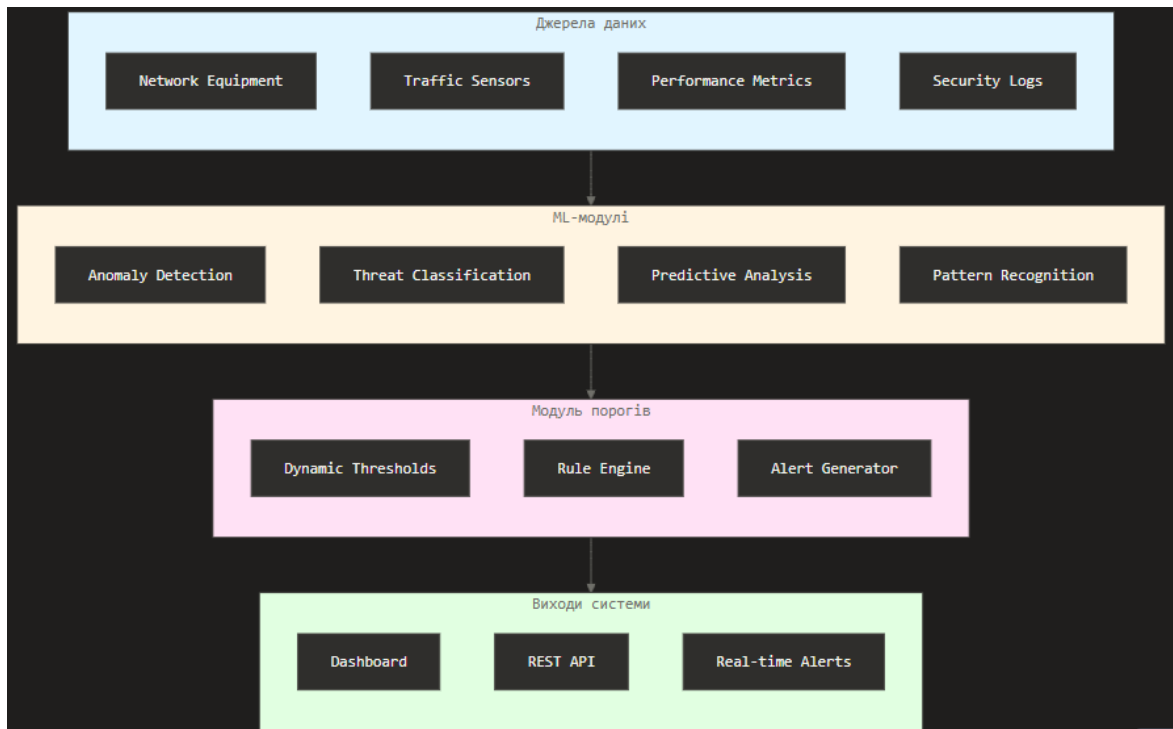 Джерела даних
Network Equipment
Traffic Sensors
Performance Metrics
Security Logs
ML-модулі
Anomaly Detection
Threat Classification
Predictive Analysis
Pattern Recognition
Модуль порогів
Dynamic Thresholds
Rule Engine
Alert Generator
Виходи системи
Dashboard
REST API
Real-time Alerts